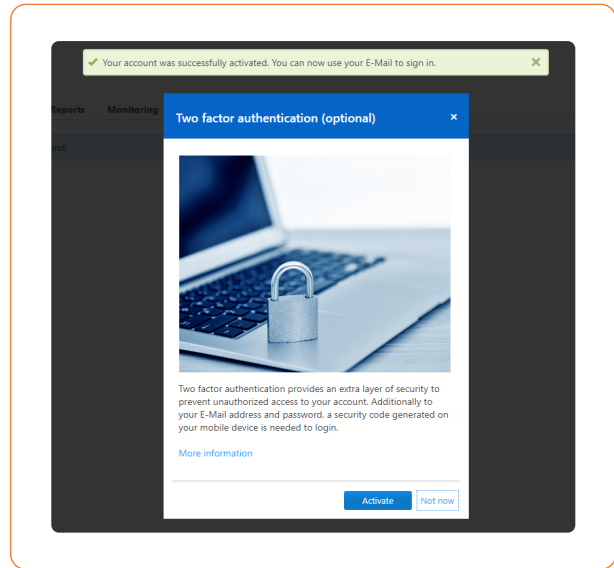 Your account was successfully activated. You can now use your E-Mail to sign in.
Reports Monitoring
und.
Two factor authentication (optional)
Two factor authentication provides an extra layer of security to
prevent unauthorized access to your account. Additionally to
your E-Mail address and password, a security code generated on
your mobile device is needed to login.
More information
Activate Not now